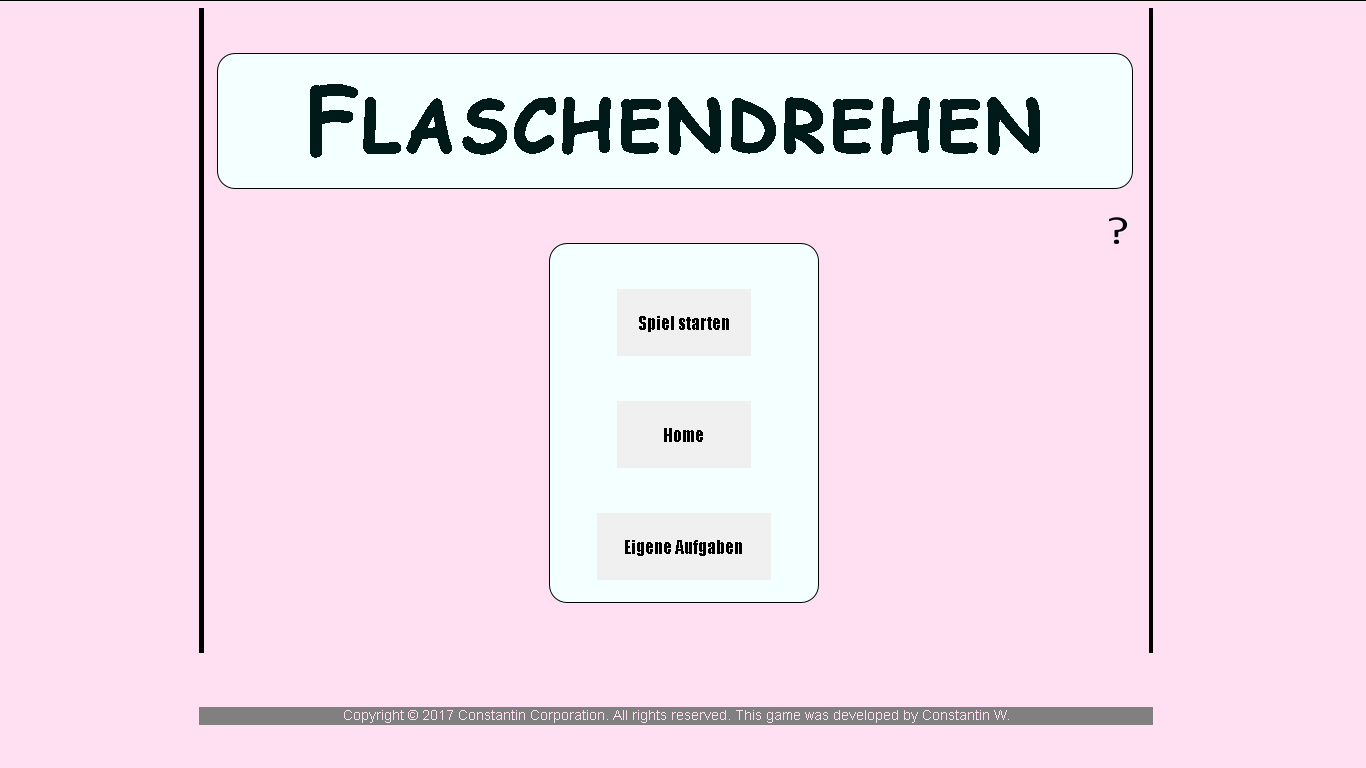 FLASCHENDREHEN
?
Spiel starten
Home
Eigene Aufgaben
Copyright © 2017 Constantin Corporation. All rights reserved. This game was developed by Constantin W.